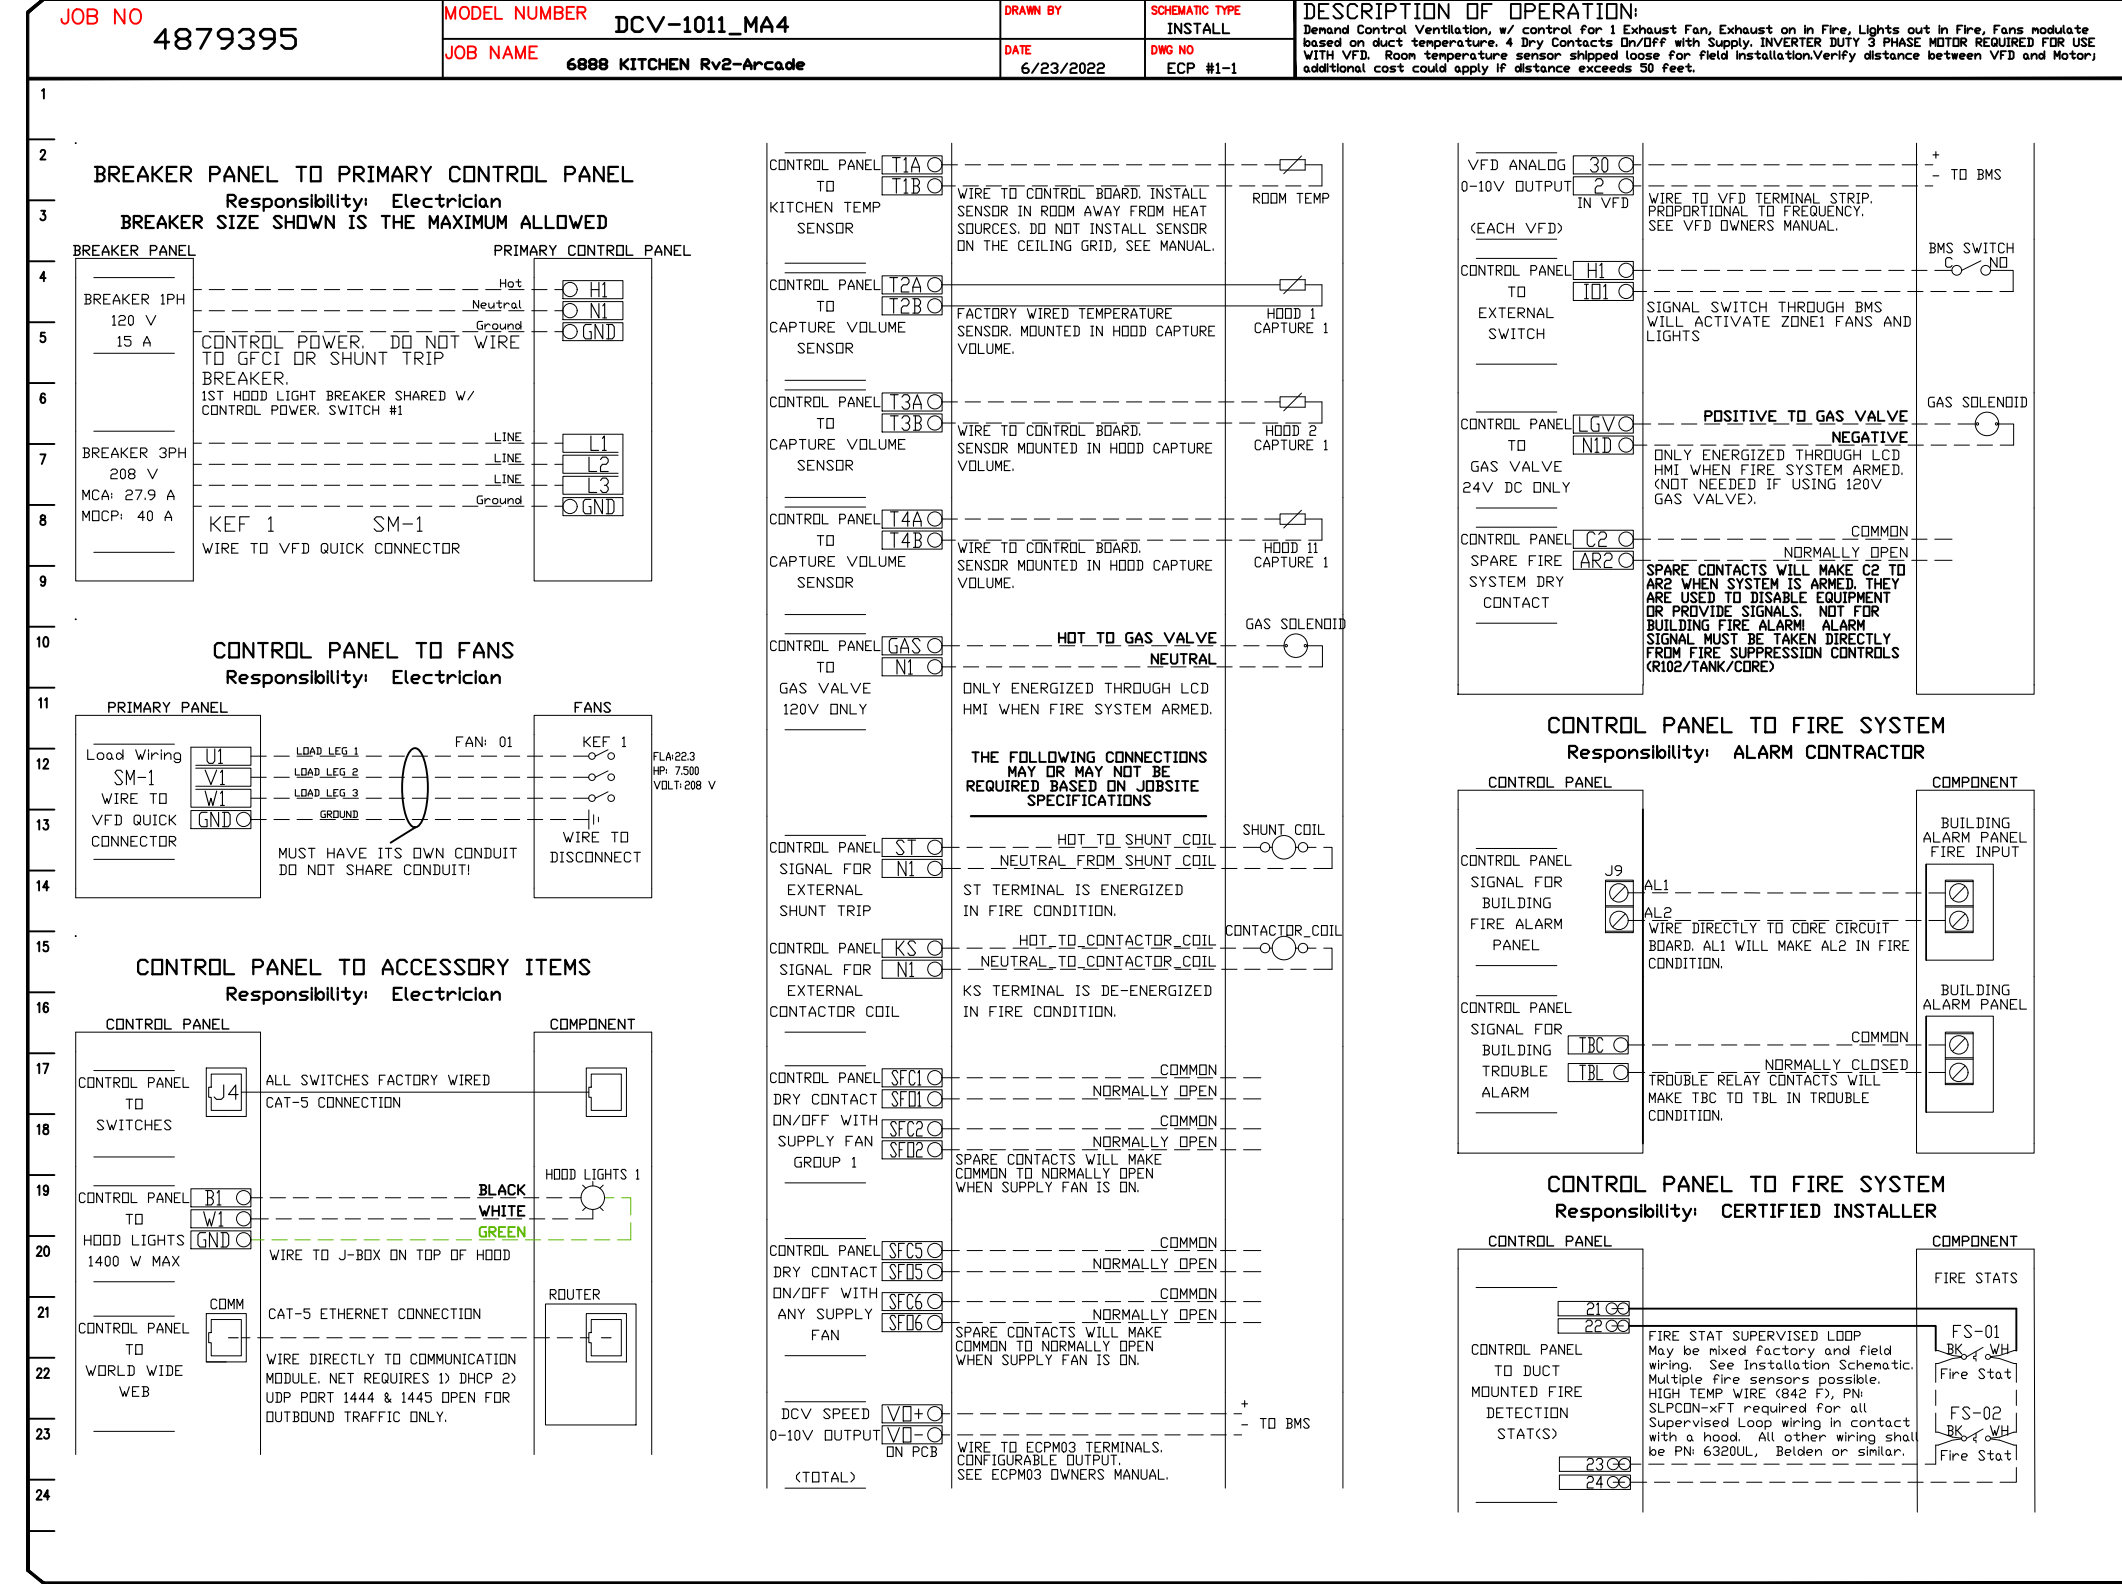 JOB NO
4879395
MODEL NUMBER
DCV-1011_MA4
JOB NAME
6888 KITCHEN Rv2-Arcade
DRAWN BY
SCHEMATIC TYPE
INSTALL
DATE
6/23/2022
DWG NO
ECP #1-1
DESCRIPTION OF OPERATION:
Demand Control Ventilation, w/ control for 1 Exhaust Fan, Exhaust on in Fire, Lights out in Fire, Fans modulate
based on duct temperature. 4 Dry Contacts On/Off with Supply. INVERTER DUTY 3 PHASE MOTOR REQUIRED FOR USE
WITH VFD.  Room temperature sensor shipped loose for field installation.Verify distance between VFD and Motor;
additional cost could apply if distance exceeds 50 feet.
1
2
3
4
5
6
7
8
9
10
11
12
13
14
15
16
17
18
19
20
21
22
23
24
BREAKER PANEL TO PRIMARY CONTROL PANEL
Responsibility: Electrician
BREAKER SIZE SHOWN IS THE MAXIMUM ALLOWED
BREAKER PANEL
PRIMARY CONTROL PANEL
BREAKER 1PH
120 V
15 A
Hot
H1
Neutral
N1
Ground
GND
CONTROL POWER. DO NOT WIRE
TO GFCI OR SHUNT TRIP
BREAKER.
1ST HOOD LIGHT BREAKER SHARED W/
CONTROL POWER. SWITCH #1
BREAKER 3PH
208 V
MCA: 27.9 A
MOCP: 40 A
LINE
L1
LINE
L2
LINE
L3
Ground
GND
KEF 1
SM-1
WIRE TO VFD QUICK CONNECTOR
CONTROL PANEL TO FANS
Responsibility: Electrician
PRIMARY PANEL
FANS
Load Wiring
SM-1
WIRE TO
VFD QUICK
CONNECTOR
U1
V1
W1
GND
LOAD LEG 1
LOAD LEG 2
LOAD LEG 3
GROUND
FAN: 01
KEF 1
FLA:22.3
HP: 7.500
VOLT:208 V
WIRE TO
DISCONNECT
MUST HAVE ITS OWN CONDUIT
DO NOT SHARE CONDUIT!
CONTROL PANEL TO ACCESSORY ITEMS
Responsibility: Electrician
CONTROL PANEL
COMPONENT
CONTROL PANEL
TO
SWITCHES
J4
ALL SWITCHES FACTORY WIRED
CAT-5 CONNECTION
CONTROL PANEL
TO
HOOD LIGHTS
1400 W MAX
B1
W1
GND
HOOD LIGHTS 1
BLACK
WHITE
GREEN
WIRE TO J-BOX ON TOP OF HOOD
CONTROL PANEL
TO
WORLD WIDE
WEB
COMM
CAT-5 ETHERNET CONNECTION
ROUTER
WIRE DIRECTLY TO COMMUNICATION
MODULE. NET REQUIRES 1) DHCP 2)
UDP PORT 1444 & 1445 OPEN FOR
OUTBOUND TRAFFIC ONLY.
CONTROL PANEL
TO
KITCHEN TEMP
SENSOR
T1A
T1B
WIRE TO CONTROL BOARD. INSTALL
SENSOR IN ROOM AWAY FROM HEAT
SOURCES. DO NOT INSTALL SENSOR
ON THE CEILING GRID, SEE MANUAL.
ROOM TEMP
CONTROL PANEL
TO
CAPTURE VOLUME
SENSOR
T2A
T2B
FACTORY WIRED TEMPERATURE
SENSOR. MOUNTED IN HOOD CAPTURE
VOLUME.
HOOD 1
CAPTURE 1
CONTROL PANEL
TO
CAPTURE VOLUME
SENSOR
T3A
T3B
WIRE TO CONTROL BOARD.
SENSOR MOUNTED IN HOOD CAPTURE
VOLUME.
HOOD 2
CAPTURE 1
CONTROL PANEL
TO
CAPTURE VOLUME
SENSOR
T4A
T4B
WIRE TO CONTROL BOARD.
SENSOR MOUNTED IN HOOD CAPTURE
VOLUME.
HOOD 11
CAPTURE 1
CONTROL PANEL
TO
GAS VALVE
120V ONLY
GAS
N1
HOT TO GAS VALVE
NEUTRAL
GAS SOLENOID
ONLY ENERGIZED THROUGH LCD
HMI WHEN FIRE SYSTEM ARMED.
THE FOLLOWING CONNECTIONS
MAY OR MAY NOT BE
REQUIRED BASED ON JOBSITE
SPECIFICATIONS
CONTROL PANEL
SIGNAL FOR
EXTERNAL
SHUNT TRIP
ST
N1
HOT TO SHUNT COIL
NEUTRAL FROM SHUNT COIL
SHUNT COIL
ST TERMINAL IS ENERGIZED
IN FIRE CONDITION.
CONTROL PANEL
SIGNAL FOR
EXTERNAL
CONTACTOR COIL
KS
N1
HOT_TO_CONTACTOR_COIL
NEUTRAL_TO_CONTACTOR_COIL
CONTACTOR_COIL
KS TERMINAL IS DE-ENERGIZED
IN FIRE CONDITION.
CONTROL PANEL
DRY CONTACT
ON/OFF WITH
SUPPLY FAN
GROUP 1
SFC1
SFO1
SFC2
SFO2
COMMON
NORMALLY OPEN
COMMON
NORMALLY OPEN
SPARE CONTACTS WILL MAKE
COMMON TO NORMALLY OPEN
WHEN SUPPLY FAN IS ON.
CONTROL PANEL
DRY CONTACT
ON/OFF WITH
ANY SUPPLY
FAN
SFC5
SFO5
SFC6
SFO6
COMMON
NORMALLY OPEN
COMMON
NORMALLY OPEN
SPARE CONTACTS WILL MAKE
COMMON TO NORMALLY OPEN
WHEN SUPPLY FAN IS ON.
DCV SPEED
0-10V OUTPUT
(TOTAL)
VO+
VO-
ON PCB
+
- TO BMS
WIRE TO ECPM03 TERMINALS.
CONFIGURABLE OUTPUT.
SEE ECPM03 OWNERS MANUAL.
VFD ANALOG
0-10V OUTPUT
(EACH VFD)
30
2
IN VFD
+
- TO BMS
WIRE TO VFD TERMINAL STRIP.
PROPORTIONAL TO FREQUENCY.
SEE VFD OWNERS MANUAL.
CONTROL PANEL
TO
EXTERNAL
SWITCH
H1
IO1
BMS SWITCH
C
NO
SIGNAL SWITCH THROUGH BMS
WILL ACTIVATE ZONE1 FANS AND
LIGHTS
CONTROL PANEL
TO
GAS VALVE
24V DC ONLY
LGV
N1D
POSITIVE TO GAS VALVE
NEGATIVE
GAS SOLENOID
ONLY ENERGIZED THROUGH LCD
HMI WHEN FIRE SYSTEM ARMED.
(NOT NEEDED IF USING 120V
GAS VALVE).
CONTROL PANEL
SPARE FIRE
SYSTEM DRY
CONTACT
C2
AR2
COMMON
NORMALLY OPEN
SPARE CONTACTS WILL MAKE C2 TO
AR2 WHEN SYSTEM IS ARMED. THEY
ARE USED TO DISABLE EQUIPMENT
OR PROVIDE SIGNALS.  NOT FOR
BUILDING FIRE ALARM!  ALARM
SIGNAL MUST BE TAKEN DIRECTLY
FROM FIRE SUPPRESSION CONTROLS
(R102/TANK/CORE)
CONTROL PANEL TO FIRE SYSTEM
Responsibility: ALARM CONTRACTOR
CONTROL PANEL
COMPONENT
CONTROL PANEL
SIGNAL FOR
BUILDING
FIRE ALARM
PANEL
J9
AL1
AL2
BUILDING
ALARM PANEL
FIRE INPUT
WIRE DIRECTLY TO CORE CIRCUIT
BOARD. AL1 WILL MAKE AL2 IN FIRE
CONDITION.
CONTROL PANEL
SIGNAL FOR
BUILDING
TROUBLE
ALARM
TBC
TBL
COMMON
NORMALLY CLOSED
BUILDING
ALARM PANEL
TROUBLE RELAY CONTACTS WILL
MAKE TBC TO TBL IN TROUBLE
CONDITION.
CONTROL PANEL TO FIRE SYSTEM
Responsibility: CERTIFIED INSTALLER
CONTROL PANEL
COMPONENT
FIRE STATS
CONTROL PANEL
TO DUCT
MOUNTED FIRE
DETECTION
STAT(S)
21
22
23
24
FIRE STAT SUPERVISED LOOP
May be mixed factory and field
wiring.  See Installation Schematic.
Multiple fire sensors possible.
HIGH TEMP WIRE (842 F), PN:
SLPCON-xFT required for all
Supervised Loop wiring in contact
with a hood.  All other wiring shall
be PN: 6320UL,  Belden or similar.
FS-01
BK
WH
Fire Stat
FS-02
BK
WH
Fire Stat